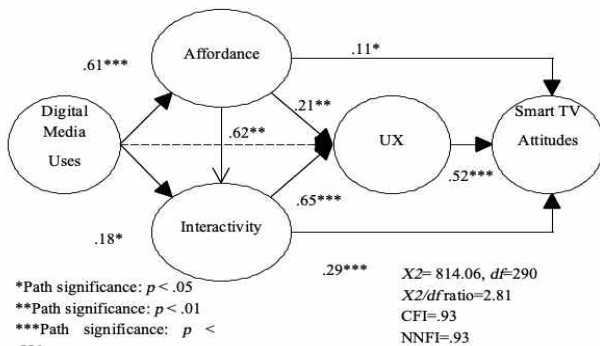 Affordance
.11*
.61***
Digital
Media
Uses
.21**
.62**
UX
Smart TV
Attitudes
.52***
.65***
Interactivity
.18*
.29***
*Path significance: p < .05
**Path significance: p < .01
***Path significance: p <
X2= 814.06, df=290
X2/df ratio=2.81
CFI=.93
NNFI=.93